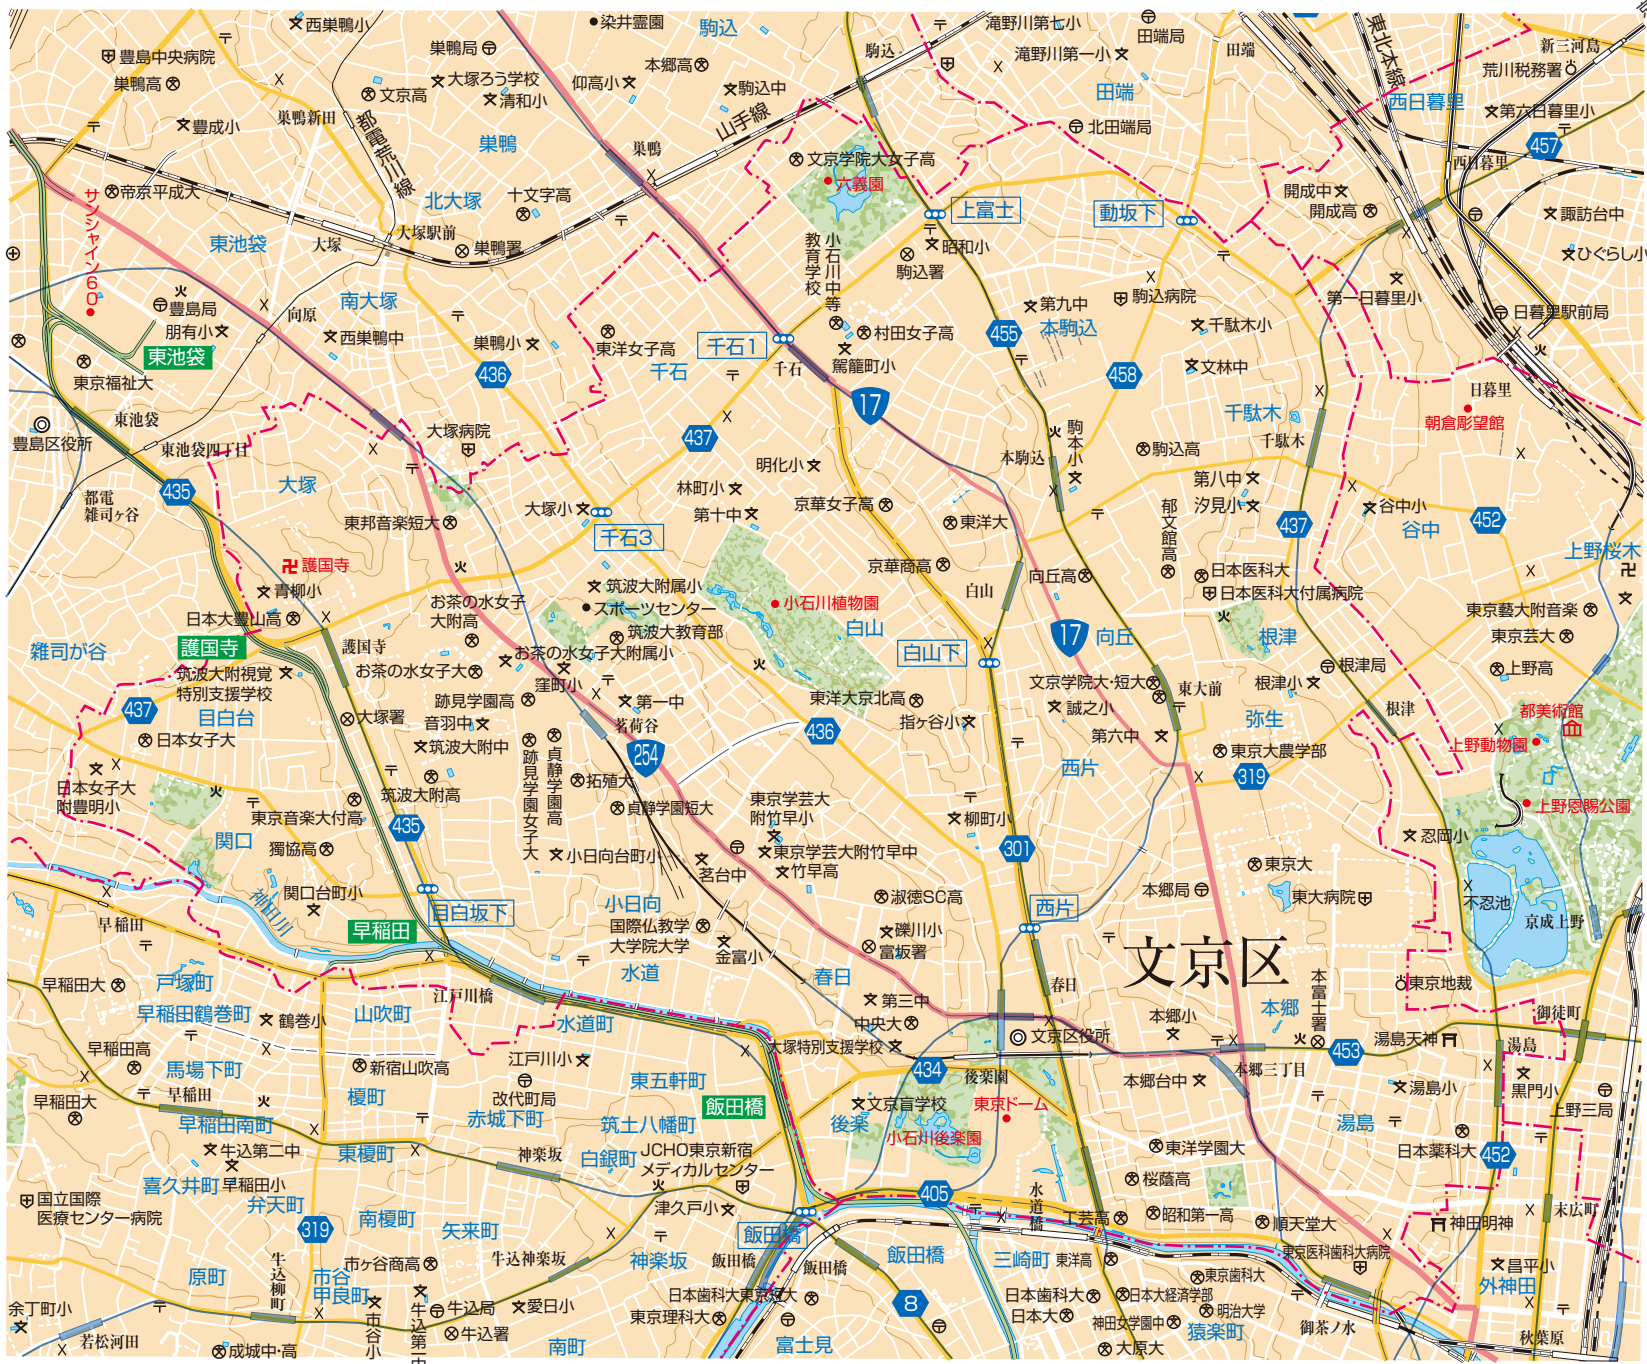 西巣鴨小
染井霊園
駒込
滝野川第七小
田端局
田端
東北本線
新三河島
豊島中央病院
巣鴨局
駒込
滝野川第一小
荒川税務署
巣鴨高
大塚ろう学校
仰高小
本郷高
駒込中
田端
西日暮里
文京高
清和小
山手線
第六日暮里小
豊成小
巣鴨新田
都電荒川線
巣鴨
巣鴨
北田端局
457
文学院大女子高
西日暮里
六義園
帝京平成大
サンシャイン60
北大塚
十文字高
上富士
動坂下
開成中
開成高
諏訪台中
東池袋
大塚
大塚駅前
巣鴨署
小石川中等
教育学校
昭和小
駒込署
ひぐらし小
豊島局
南大塚
向原
第九中
駒込病院
第一日暮里小
日暮里駅前局
朋有小
西巣鴨中
巣鴨小
東洋女子高
千石1
村田女子高
455
本駒込
千駄木小
東池袋
436
千石
千石
駕籠町小
458
文林中
東京福祉大
17
日暮里
朝倉彫塑館
東池袋
大塚病院
437
千駄木
千駄木
豊島区役所
東池袋四丁目
明化小
本駒込
駒本小
駒込高
435
大塚
林町小
京華女子高
第八中
都電
雑司ヶ谷
大塚小
第十中
東洋大
汐見小
谷中小
452
東邦音楽短大
千石3
郁文館高
437
谷中
上野桜木
護国寺
京華商高
向丘高
日本医科大
日本医科大付属病院
青柳小
お茶の水女子
大附高
筑波大附属小
スポーツセンター
小石川植物園
白山
白山
東京藝大附音楽
日本大豊山高
筑波大教育部
17
向丘
根津
東京芸大
雑司が谷
護国寺
護国寺
お茶の水女子大附属小
白山下
根津局
上野高
筑波大附視覚
特別支援学校
お茶の水女子大
窪町小
文京学院大・短大
東大前
根津小
437
目白台
跡見学園高
第一中
東洋大京北高
誠之小
根津
都美術館
大塚署
音羽中
茗荷谷
指ヶ谷小
弥生
日本女子大
筑波大附中
254
436
第六中
東京大農学部
上野動物園
日本女子大
附豊明小
筑波大附高
跡見学園女子大
貞静学園高
拓殖大
西片
319
貞静学園短大
東京学芸大
附竹早小
上野恩賜公園
東京音楽大付高
435
柳町小
関口
獨協高
小日向台町小
東京学芸大附竹早中
301
忍岡小
茗台中
竹早高
東京大
神田川
関口台町小
目白坂下
小日向
淑徳SC高
西片
本郷局
東大病院
不忍池
早稲田
早稲田
国際仏教学
大学院大学
礫川小
京成上野
金富小
富坂署
文京区
戸塚町
水道
春日
春日
早稲田大
江戸川橋
本富士署
東京地裁
早稲田鶴巻町
鶴巻小
山吹町
水道町
第三中
中央大
本郷小
本郷
御徒町
早稲田高
大塚特別支援学校
文京区役所
湯島天神
馬場下町
新宿山吹高
江戸川小
434
後楽園
本郷三丁目
453
湯島
早稲田
榎町
改代町局
東五軒町
本郷台中
湯島小
黒門小
早稲田大
赤城下町
飯田橋
文京盲学校
東京ドーム
上野三局
早稲田南町
筑土八幡町
後楽
小石川後楽園
湯島
牛込第二中
東榎町
神楽坂
白銀町
JCHO東京新宿
メディカルセンター
東洋学園大
日本薬科大
452
喜久井町
早稲田小
桜蔭高
国立国際
医療センター病院
弁天町
津久戸小
405
水道橋
工芸高
昭和第一高
神田明神
末広町
319
南榎町
矢来町
飯田橋
順天堂大
市ヶ谷商高
牛込神楽坂
神楽坂
飯田橋
飯田橋
飯田橋
三崎町
東洋高
東京医科歯科大病院
原町
牛込柳町
市谷
甲良町
東京歯科大
昌平小
外神田
余丁町小
市谷小
牛込第一中
牛込局
愛日小
日本歯科大東京短大
8
日本歯科大
日本大経済学部
東京理科大
日本大
明治大学
神田女学園中
猿楽町
御茶ノ水
若松河田
成城中・高
牛込署
南町
富士見
大原大
秋葉原